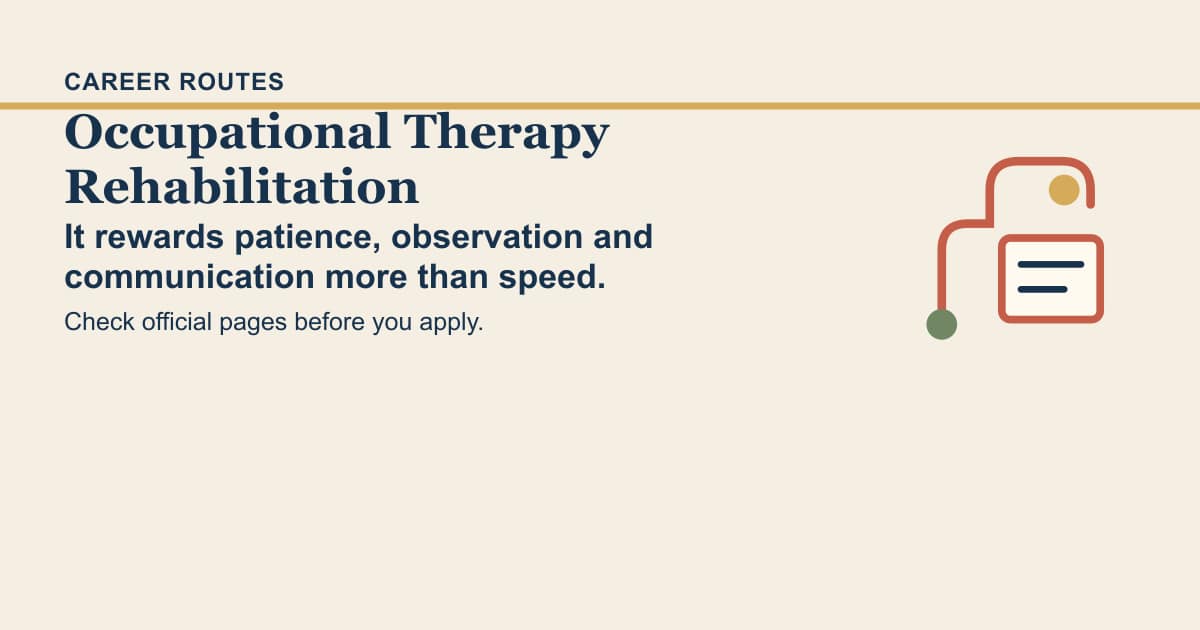 CAREER ROUTES
Occupational Therapy
Rehabilitation
It rewards patience, observation and
communication more than speed.
Check official pages before you apply.